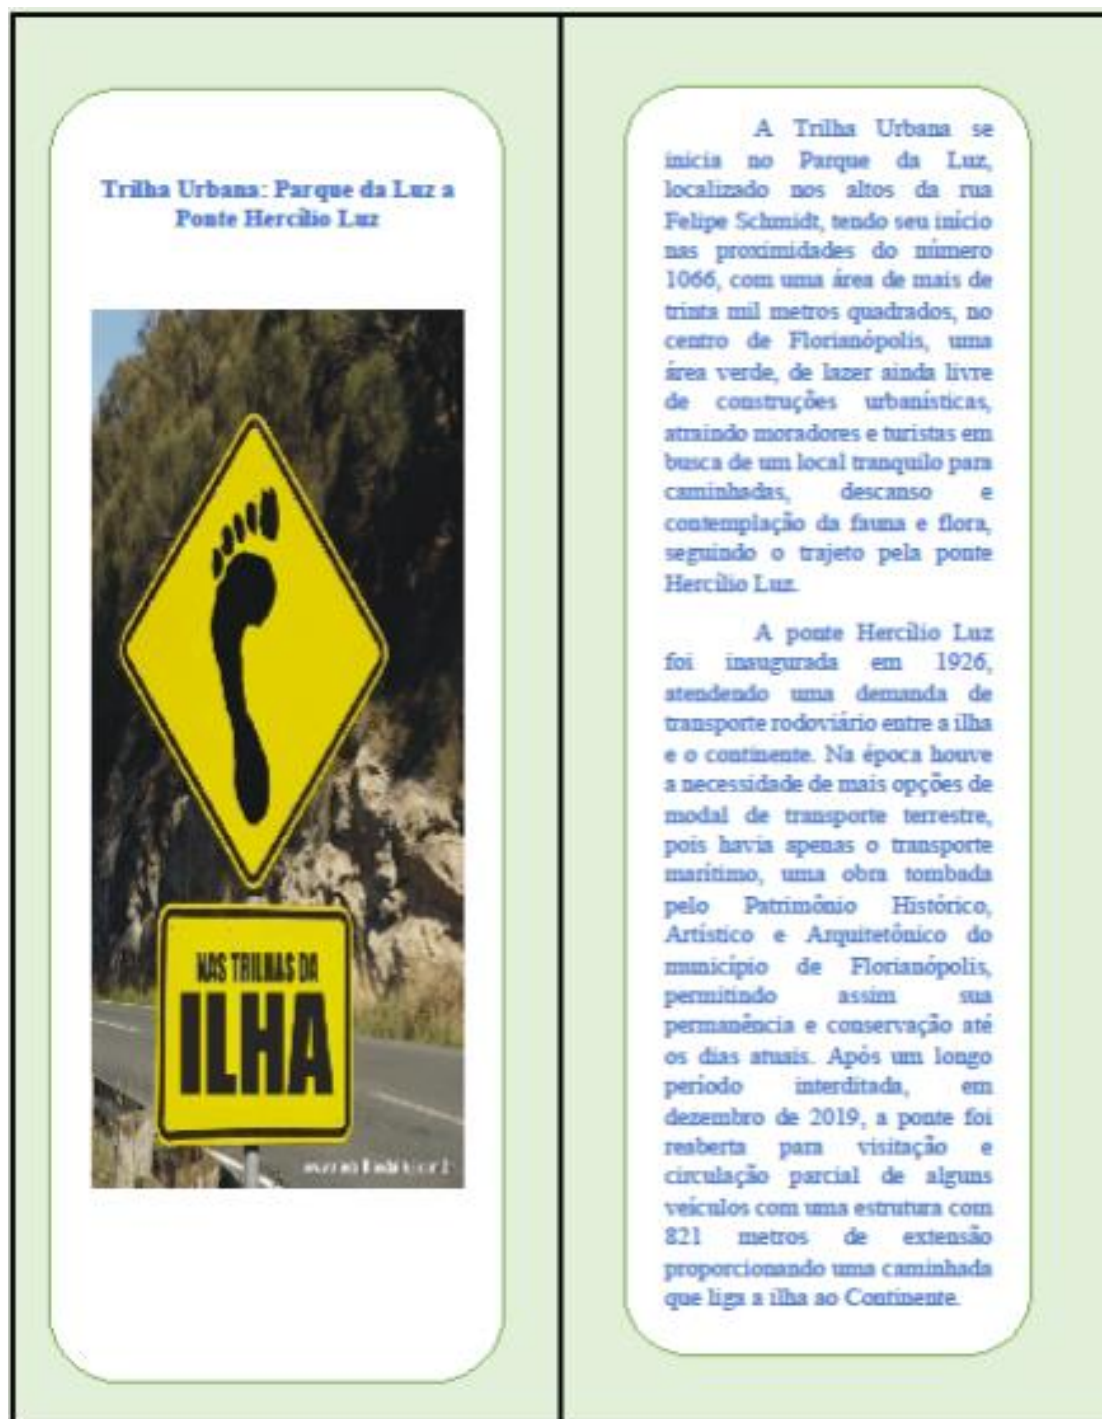 Trilha Urbana: Parque da Luz a
Ponte Hercílio Luz
NAS TRILHAS DA
ILHA
A Trilha Urbana se
inicia no Parque da Luz,
localizado nos altos da rua
Felipe Schmidt, tendo seu início
nas proximidades do número
1066, com uma área de mais de
trinta mil metros quadrados, no
centro de Florianópolis, uma
área verde, de lazer ainda livre
de construções urbanísticas,
atraindo moradores e turistas em
busca de um local tranquilo para
caminhadas, descanso e
contemplação da fauna e flora,
seguindo o trajeto pela ponte
Hercílio Luz.
A ponte Hercílio Luz
foi inaugurada em 1926,
atendendo uma demanda de
transporte rodoviário entre a ilha
e o continente. Na época houve
a necessidade de mais opções de
modal de transporte terrestre,
pois havia apenas o transporte
marítimo, uma obra tombada
pelo Patrimônio Histórico,
Artístico e Arquitetônico do
município de Florianópolis,
permitindo assim sua
permanência e conservação até
os dias atuais. Após um longo
período interditada, em
dezembro de 2019, a ponte foi
reaberta para visitação e
circulação parcial de alguns
veículos com uma estrutura com
821 metros de extensão
proporcionando uma caminhada
que liga a ilha ao Continente.